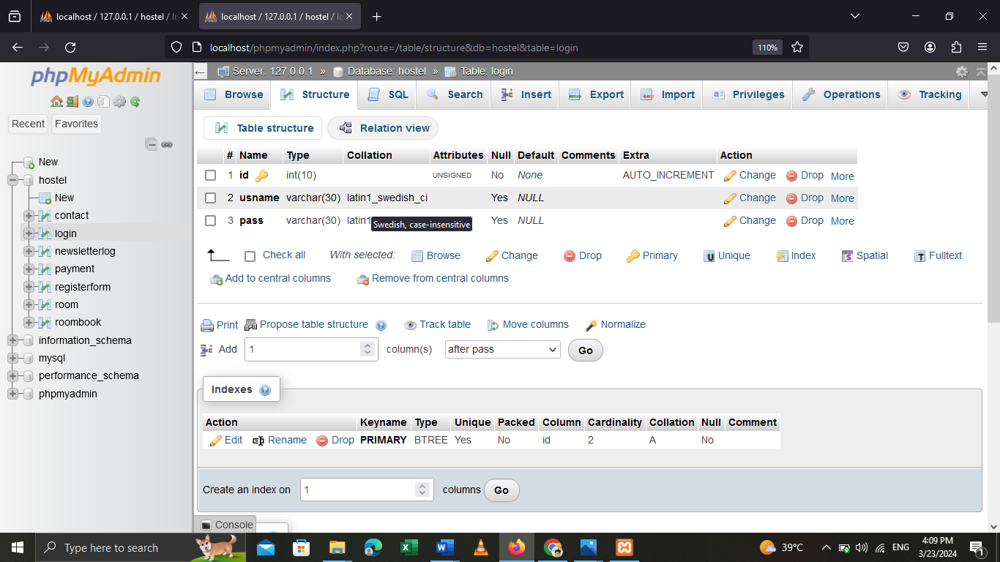 localhost / 127.0.0.1 / hostel / lo
localhost / 127.0.0.1 / hostel / lo
localhost/phpmyadmin/index.php?route=/table/structure&db=hostel&table=login
110%
phpMyAdmin
Recent Favorites
New
hostel
New
contact
login
newsletterlog
payment
registerform
room
roombook
information_schema
mysql
performance_schema
phpmyadmin
Server: 127.0.0.1 » Database: hostel » Table: login
Browse Structure SQL Search Insert Export Import Privileges Operations Tracking
Table structure Relation view
# Name Type Collation Attributes Null Default Comments Extra Action
1 id int(10) UNSIGNED No None AUTO_INCREMENT Change Drop More
2 usname varchar(30) latin1_swedish_ci Yes NULL Change Drop More
3 pass varchar(30) latin1 Yes NULL Change Drop More
Swedish, case-insensitive
Check all With selected: Browse Change Drop Primary Unique Index Spatial Fulltext
Add to central columns Remove from central columns
Print Propose table structure Track table Move columns Normalize
Add 1 column(s) after pass Go
Indexes
Action Keyname Type Unique Packed Column Cardinality Collation Null Comment
Edit Rename Drop PRIMARY BTREE Yes No id 2 A No
Create an index on 1 columns Go
Console
Type here to search
39°C
ENG
4:09 PM
3/23/2024
1